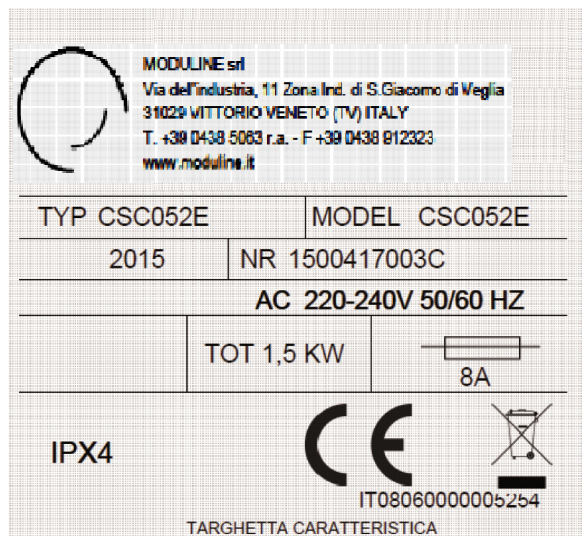 MODULINE srl
Via dell'industria, 11 Zona Ind. di S.Giacomo di Veglia
31029 VITTORIO VENETO (TV) ITALY
T. +39 0438 5063 r.a. - F +39 0438 912323
www.moduline.it
TYP CSC052E MODEL CSC052E
2015 NR 1500417003C
AC 220-240V 50/60 HZ
TOT 1,5 KW
8A
IPX4 CE
IT08060000005254
TARGHETTA CARATTERISTICA